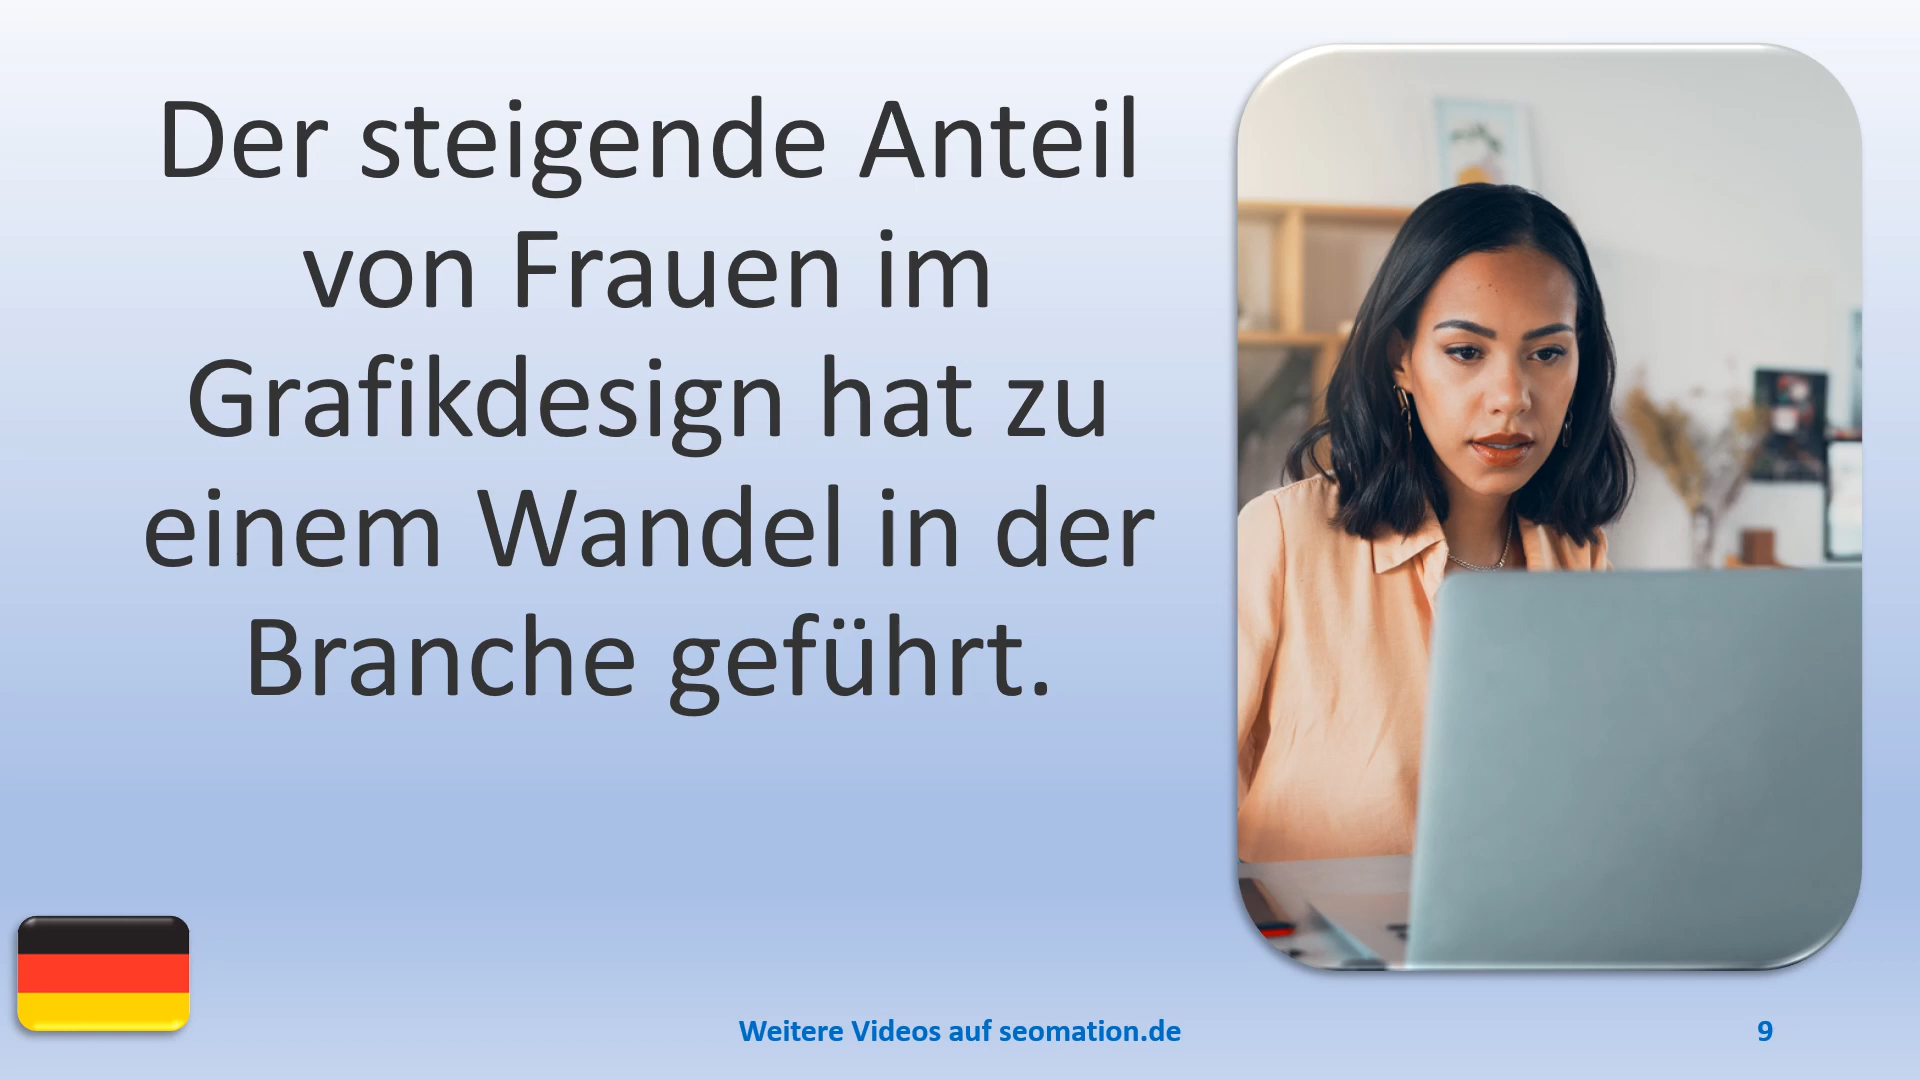 Der steigende Anteil
von Frauen im
Grafikdesign hat zu
einem Wandel in der
Branche geführt.
Weitere Videos auf seomation.de
9